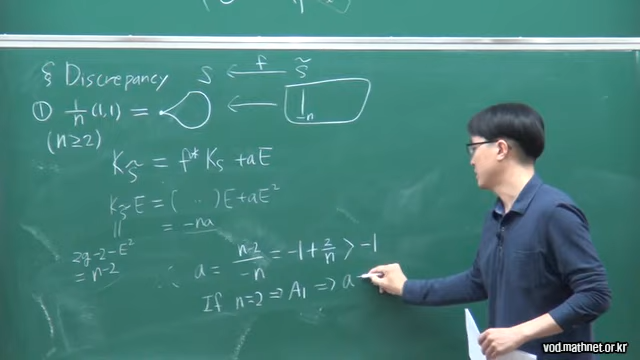 § Discrepancy
S ←f S̃
① 1/n (1,1) =
(n≥2)
-n
K_S̃ = f*K_S + aE
K_S̃ E = ( .. )E + aE²
|| = -na
2g-2-E²
= n-2
∴ a = (n-2)/(-n) = -1 + 2/n > -1
If n=2 ⇒ A₁ ⇒ a
vod.mathnet.or.kr